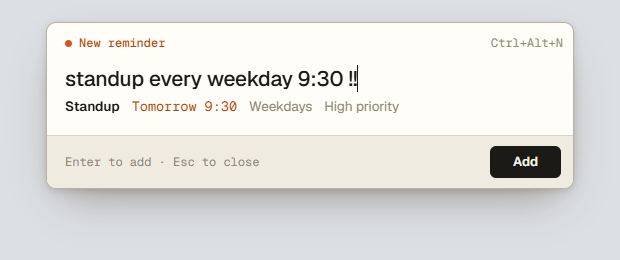 New reminder Ctrl+Alt+N
standup every weekday 9:30 !!
Standup Tomorrow 9:30 Weekdays High priority
Enter to add · Esc to close Add